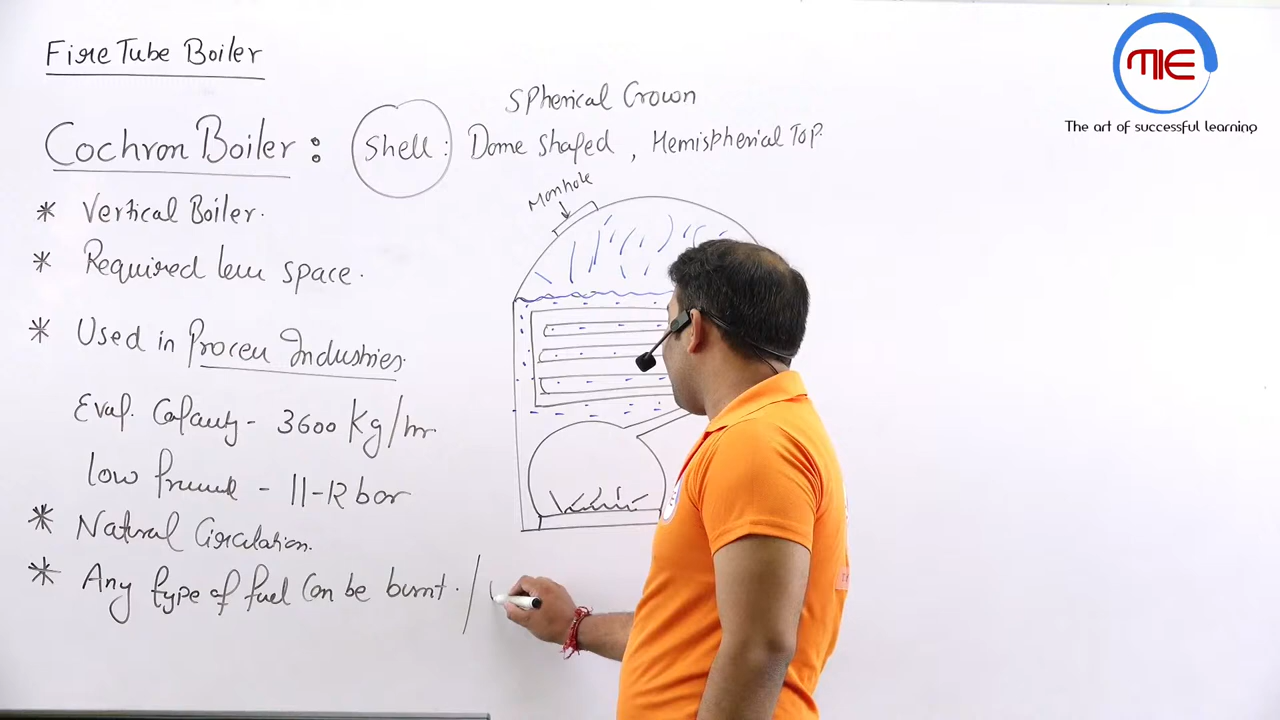 Fire Tube Boiler
MIE
The art of successful learning
Spherical Crown
Cochron Boiler : Shell : Dome Shaped , Hemispherial Top.
Manhole
* Vertical Boiler.
* Required less space.
* Used in Process Industries.
Evap. Capacity - 3600 Kg/hr
low Pressure - 11-12 bar
* Natural Circulation.
* Any type of fuel Can be burnt. /